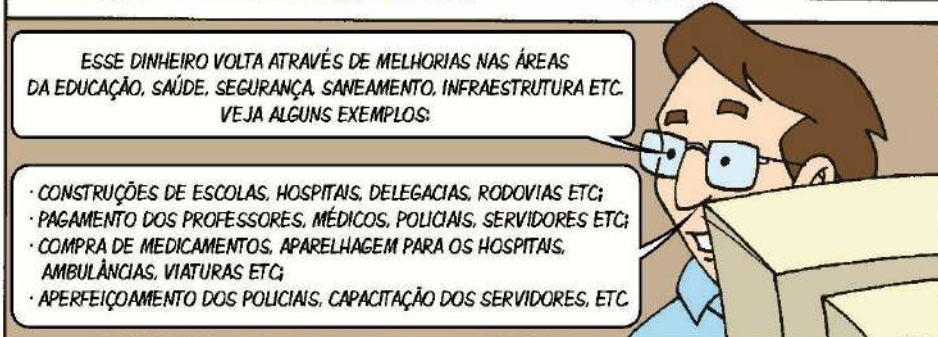 ESSE DINHEIRO VOLTA ATRAVÉS DE MELHORIAS NAS ÁREAS
DA EDUCAÇÃO, SAÚDE, SEGURANÇA, SANEAMENTO, INFRAESTRUTURA ETC.
VEJA ALGUNS EXEMPLOS:
· CONSTRUÇÕES DE ESCOLAS, HOSPITAIS, DELEGACIAS, RODOVIAS ETC;
· PAGAMENTO DOS PROFESSORES, MÉDICOS, POLICIAIS, SERVIDORES ETC;
· COMPRA DE MEDICAMENTOS, APARELHAGEM PARA OS HOSPITAIS,
AMBULÂNCIAS, VIATURAS ETC;
· APERFEIÇOAMENTO DOS POLICIAIS, CAPACITAÇÃO DOS SERVIDORES, ETC.